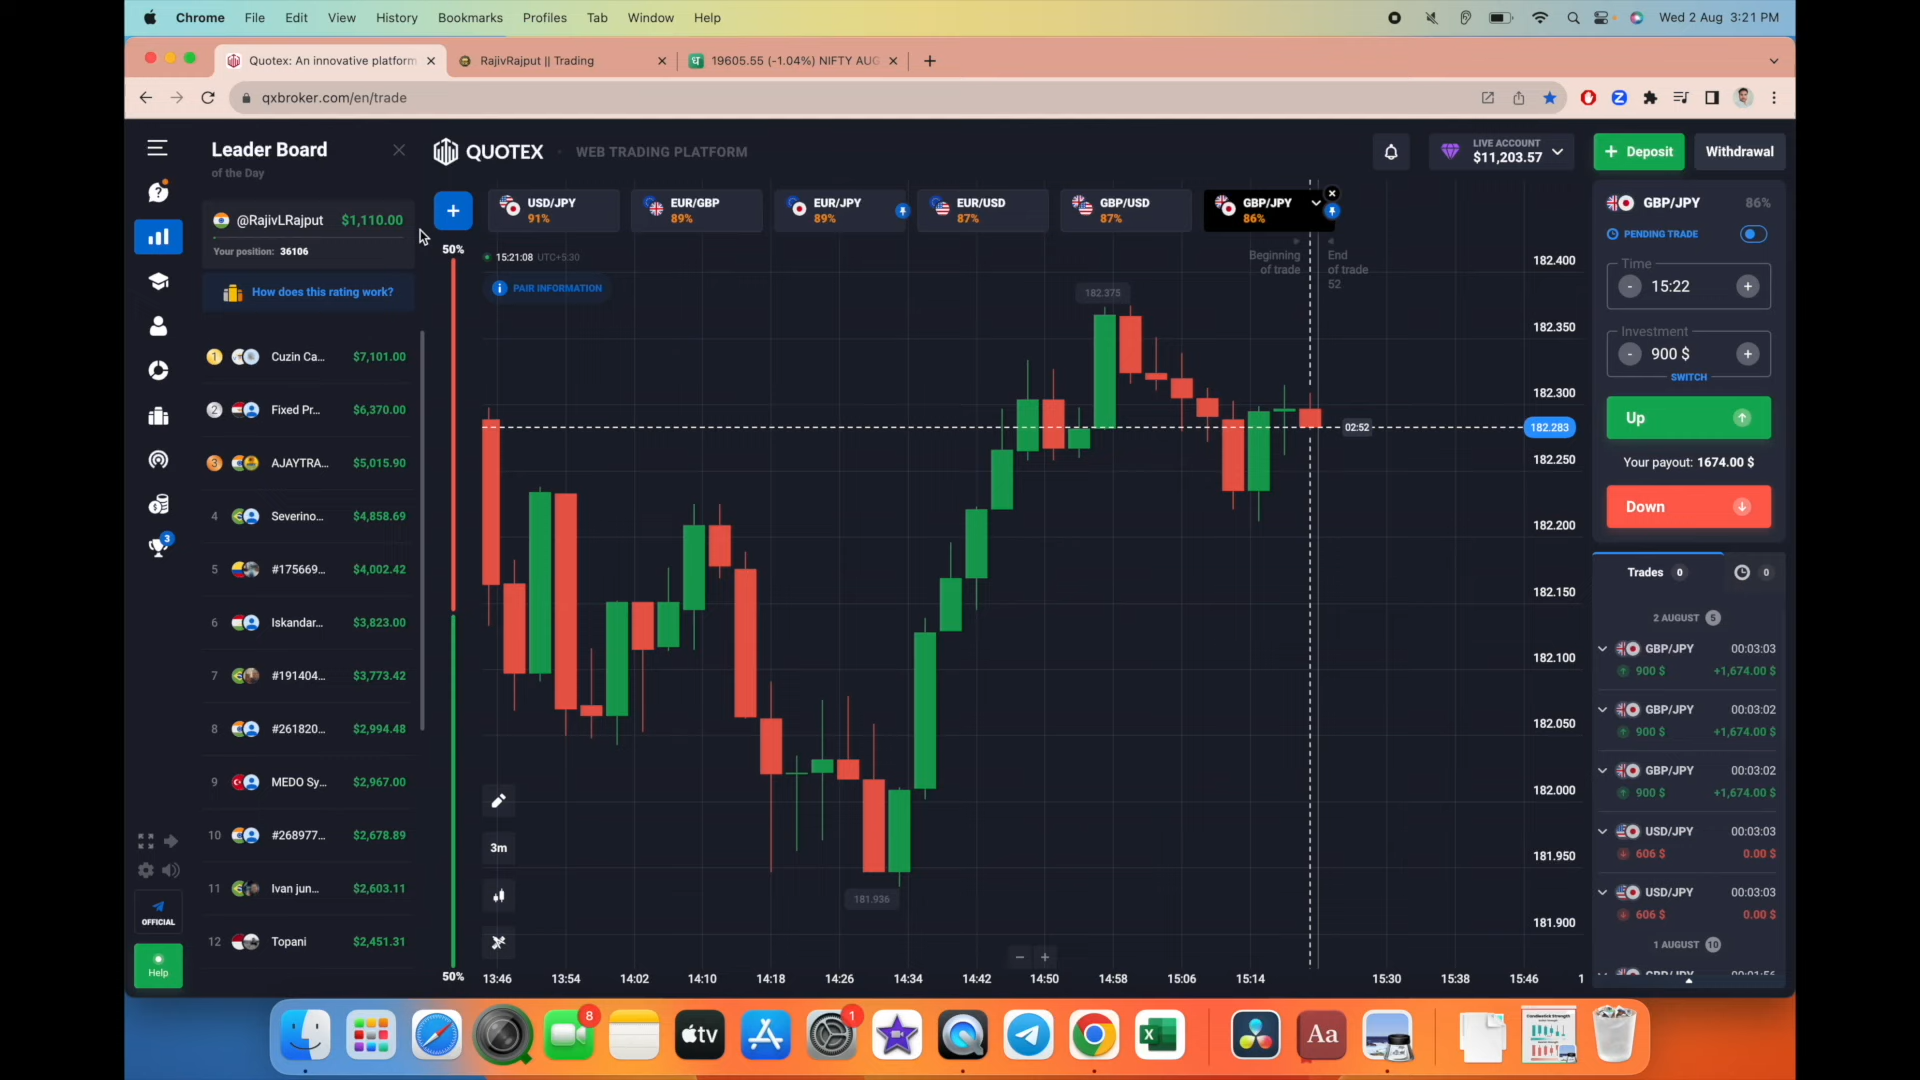 Chrome File Edit View History Bookmarks Profiles Tab Window Help Wed 2 Aug 3:21 PM
Quotex: An innovative platform RajivRajput || Trading 19605.55 (-1.04%) NIFTY AUG
qxbroker.com/en/trade
Leader Board
of the Day
@RajivLRajput $1,110.00
Your position: 36106
How does this rating work?
1 Cuzin Ca... $7,101.00
2 Fixed Pr... $6,370.00
3 AJAYTRA... $5,015.90
4 Severino... $4,858.69
5 #175669... $4,002.42
6 Iskandar... $3,823.00
7 #191404... $3,773.42
8 #261820... $2,994.48
9 MEDO Sy... $2,967.00
10 #268977... $2,678.89
11 Ivan jun... $2,603.11
12 Topani $2,451.31
3
OFFICIAL
Help
QUOTEX WEB TRADING PLATFORM
LIVE ACCOUNT
$11,203.57
Deposit
Withdrawal
USD/JPY
91%
EUR/GBP
89%
EUR/JPY
89%
EUR/USD
87%
GBP/USD
87%
GBP/JPY
86%
50%
15:21:08 UTC+5:30
PAIR INFORMATION
Beginning
of trade
End
of trade
52
182.375
181.936
02:52
182.283
182.400
182.350
182.300
182.250
182.200
182.150
182.100
182.050
182.000
181.950
181.900
3m
50%
13:46 13:54 14:02 14:10 14:18 14:26 14:34 14:42 14:50 14:58 15:06 15:14 15:30 15:38 15:46 1
GBP/JPY 86%
PENDING TRADE
Time
- 15:22 +
Investment
- 900 $ +
SWITCH
Up
Your payout: 1674.00 $
Down
Trades 0 0
2 AUGUST 5
GBP/JPY 00:03:03
900 $ +1,674.00 $
GBP/JPY 00:03:02
900 $ +1,674.00 $
GBP/JPY 00:03:02
900 $ +1,674.00 $
USD/JPY 00:03:03
606 $ 0.00 $
USD/JPY 00:03:03
606 $ 0.00 $
1 AUGUST 10
8
tv
1
Aa
Candlestick Strength